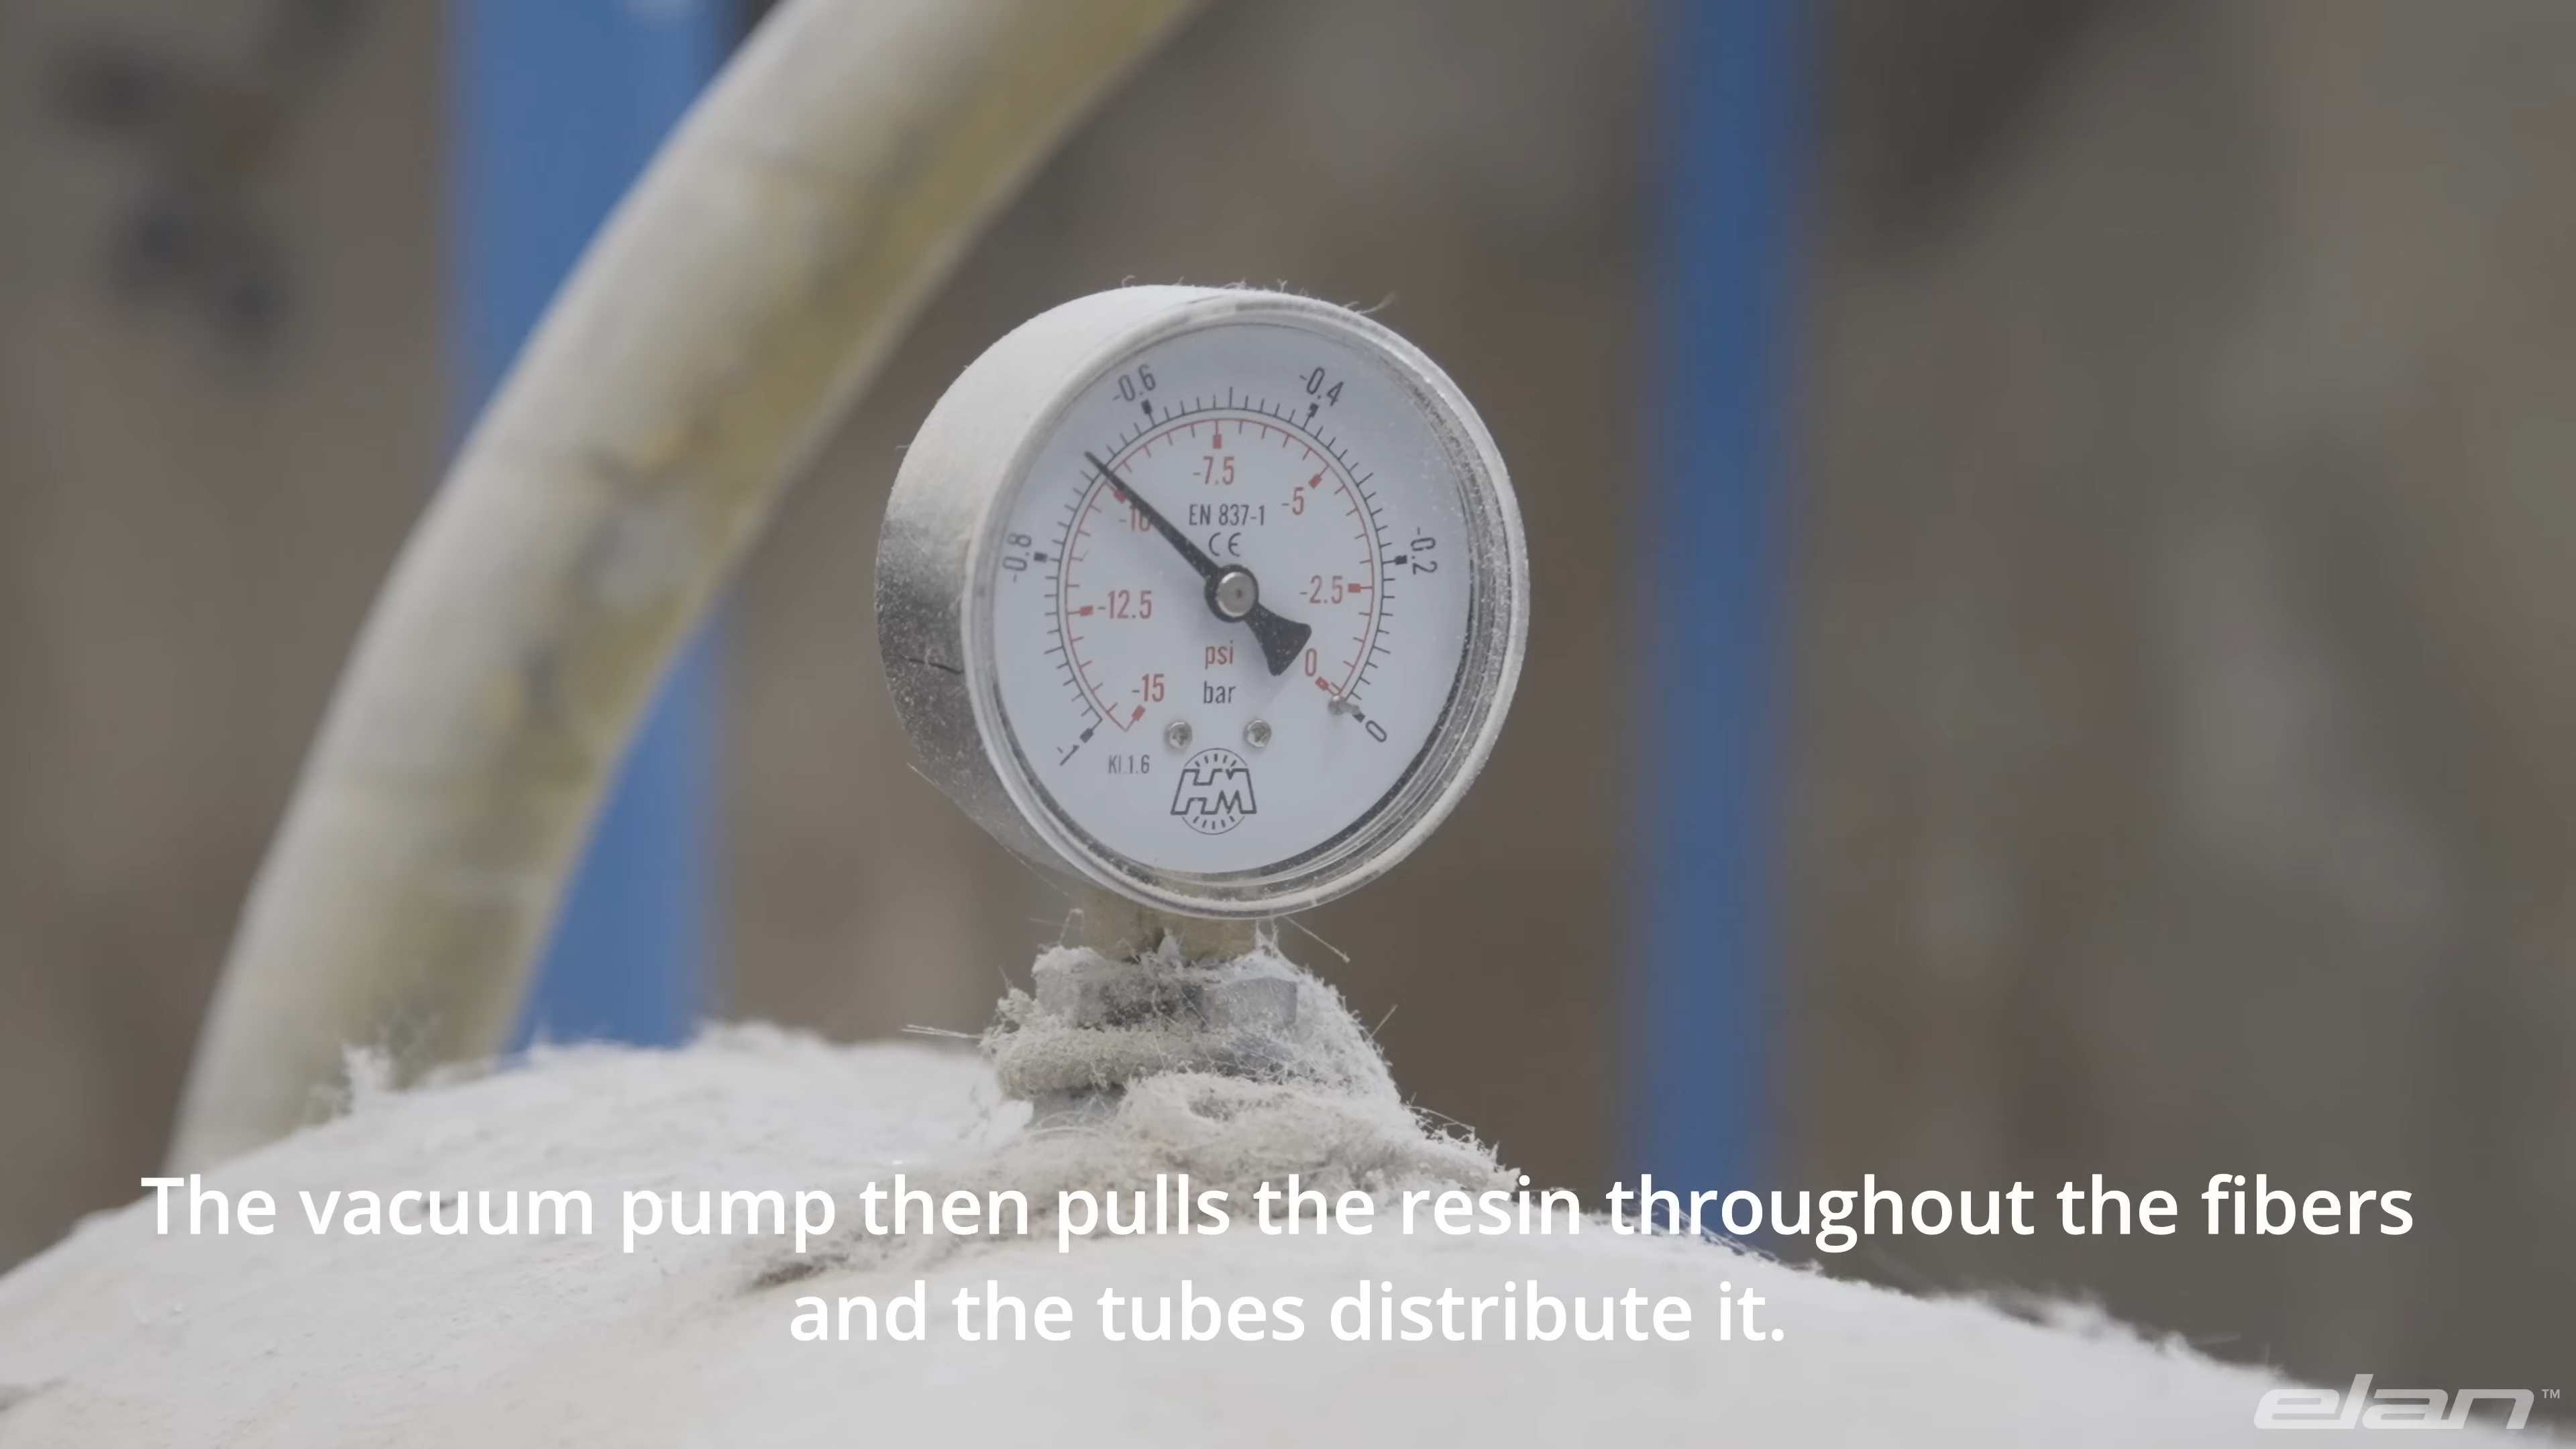 -0.6
-0.4
-7.5
-5
EN 837-1
CE
-10
-0.8
-0.2
-2.5
-12.5
psi
0
-15
bar
-1
0
Kl.1.6
HM
The vacuum pump then pulls the resin throughout the fibers
and the tubes distribute it.
elan™